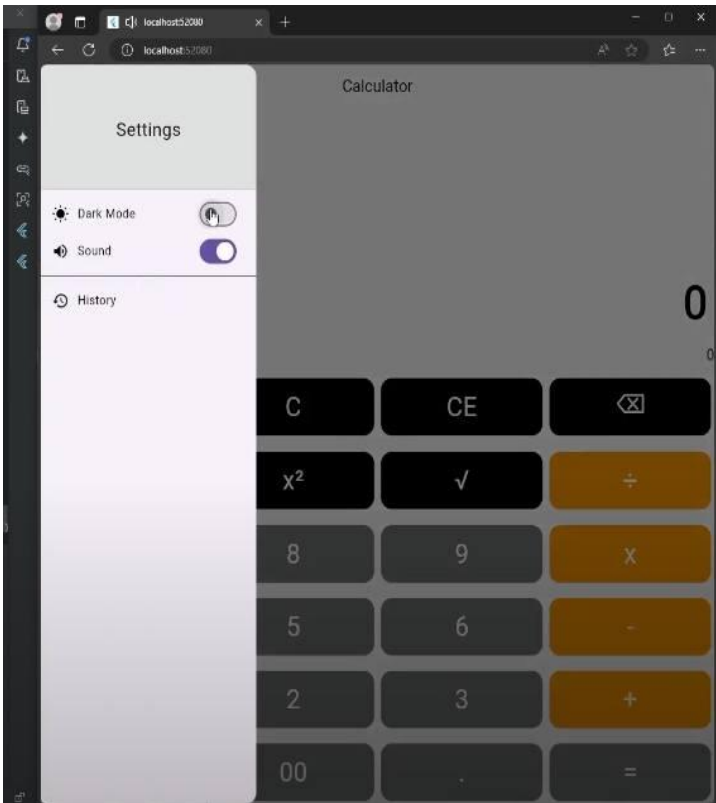 localhost:52080
localhost:52080
Calculator
Settings
Dark Mode
Sound
History
0
0
C CE
x² √ ÷
8 9 x
5 6 -
2 3 +
00 . =